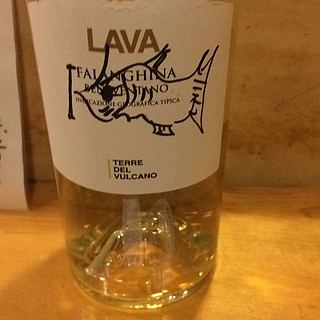 LAVA
FALANGHINA
BENEVENTANO
INDICAZIONE GEOGRAFICA TIPICA
TERRE
DEL
VULCANO